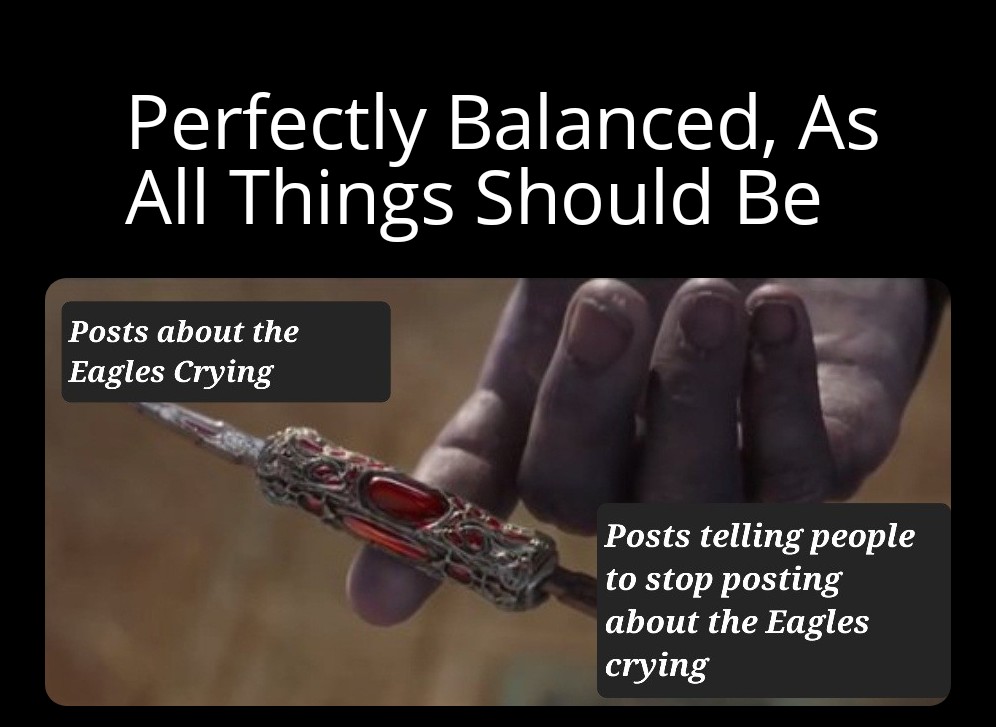 Perfectly Balanced, As
All Things Should Be
Posts about the
Eagles Crying
Posts telling people
to stop posting
about the Eagles
crying